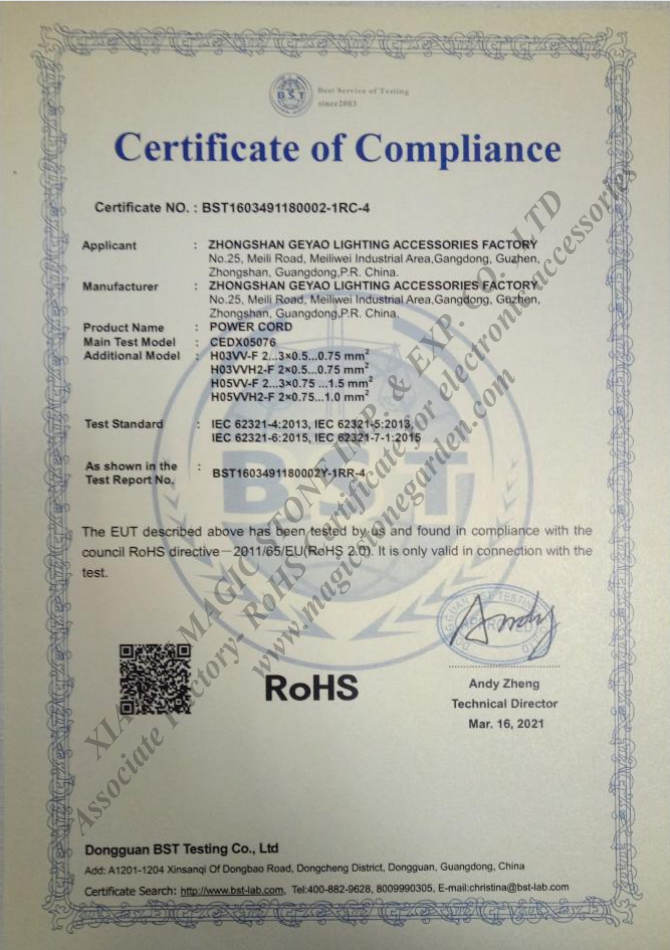 BST
Best Service of Testing
since2003
Certificate of Compliance
Certificate NO. : BST1603491180002-1RC-4
Applicant : ZHONGSHAN GEYAO LIGHTING ACCESSORIES FACTORY
No.25, Meili Road, Meiliwei Industrial Area,Gangdong, Guzhen,
Zhongshan, Guangdong,P.R. China.
Manufacturer : ZHONGSHAN GEYAO LIGHTING ACCESSORIES FACTORY
No.25, Meili Road, Meiliwei Industrial Area,Gangdong, Guzhen,
Zhongshan, Guangdong,P.R. China.
Product Name : POWER CORD
Main Test Model : CEDX05076
Additional Model : H03VV-F 2...3×0.5...0.75 mm²
H03VVH2-F 2×0.5...0.75 mm²
H05VV-F 2...3×0.75 ...1.5 mm²
H05VVH2-F 2×0.75...1.0 mm²
Test Standard : IEC 62321-4:2013, IEC 62321-5:2013,
IEC 62321-6:2015, IEC 62321-7-1:2015
As shown in the : BST1603491180002Y-1RR-4
Test Report No.
BST
The EUT described above has been tested by us and found in compliance with the
council RoHS directive—2011/65/EU(RoHS 2.0). It is only valid in connection with the
test.
Andy
RoHS
Andy Zheng
Technical Director
Mar. 16, 2021
Dongguan BST Testing Co., Ltd
Add: A1201-1204 Xinsanqi Of Dongbao Road, Dongcheng District, Dongguan, Guangdong, China
Certificate Search: http://www.bst-lab.com, Tel:400-882-9628, 8009990305, E-mail:christina@bst-lab.com
MAGIC STONE IMP. & EXP. CO., LTD
Associate Factory- RoHS certificate for electronic accessories
www.magicstonegarden.com